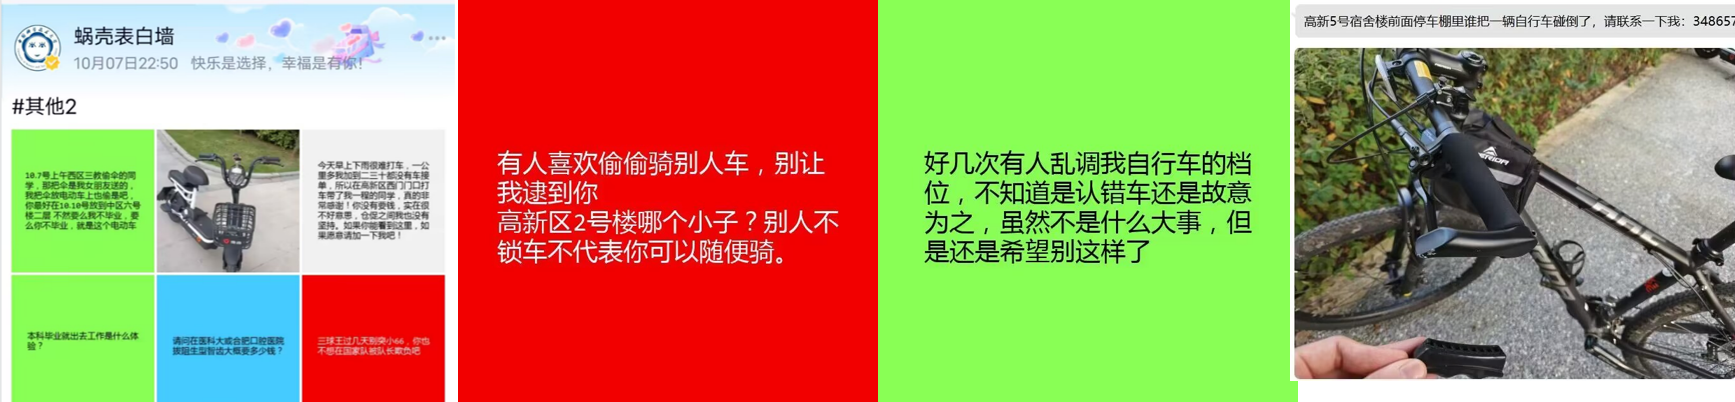 蜗壳表白墙
10月07日22:50 快乐是选择，幸福是有你！
#其他2
10.7号上午西区三教偷伞的同
学，那把伞是我女朋友送的，
我把伞放电动车上也偷是吧，
你最好在10.10号放到中区六号
楼二层 不然要么我不毕业，要
么你不毕业，就是这个电动车
今天早上下雨很难打车，一公
里多我加到二三十都没有车接
单，所以在高新区西门门口打
车带了我一程的同学，真的非
常感谢！你没有要钱，实在很
不好意思，仓促之间我也没有
坚持。如果你能看到这里，如
果愿意请加一下我吧！
本科毕业就出去工作是什么体
验？
请问在医科大或合肥口腔医院
拔阻生型智齿大概要多少钱？
三球王过几天别突小66，你也
不想在国家队被队长欺负吧
有人喜欢偷偷骑别人车，别让
我逮到你
高新区2号楼哪个小子？别人不
锁车不代表你可以随便骑。
好几次有人乱调我自行车的档
位，不知道是认错车还是故意
为之，虽然不是什么大事，但
是还是希望别这样了
高新5号宿舍楼前面停车棚里谁把一辆自行车碰倒了，请联系一下我：348657
MERIDA